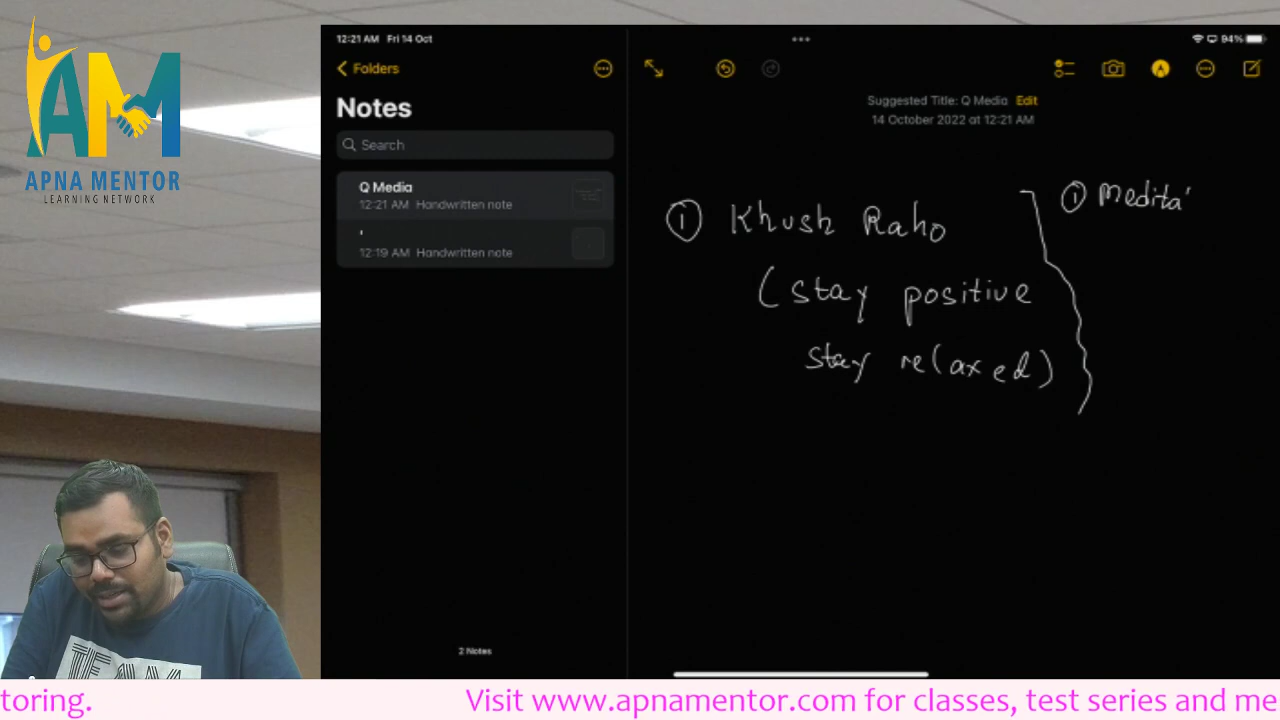 AM
APNA MENTOR
LEARNING NETWORK
12:21 AM Fri 14 Oct
94%
Folders
Notes
Search
Q Media
12:21 AM Handwritten note
'
12:19 AM Handwritten note
2 Notes
Suggested Title: Q Media Edit
14 October 2022 at 12:21 AM
① Khush Raho
(stay positive
stay relaxed)
① Medita
toring. Visit www.apnamentor.com for classes, test series and me